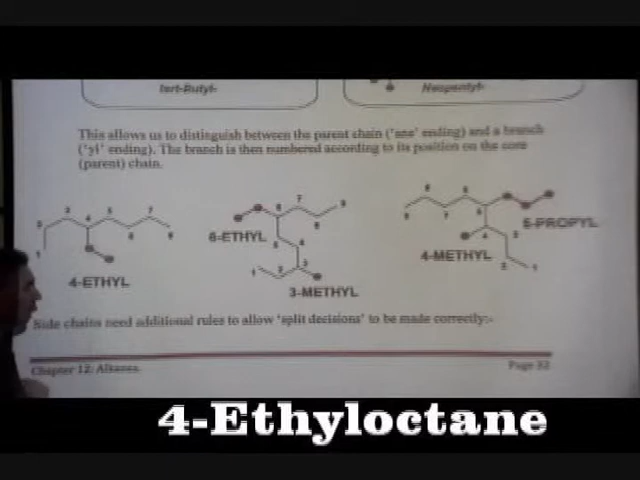 tert-Butyl-
Neopentyl-
This allows us to distinguish between the parent chain ('ane' ending) and a branch
('yl' ending). The branch is then numbered according to its position on the core
(parent) chain.
6-ETHYL
5-PROPYL
4-METHYL
4-ETHYL
3-METHYL
Side chains need additional rules to allow 'split decisions' to be made correctly:-
Chapter 12: Alkanes.
Page 32
4-Ethyloctane